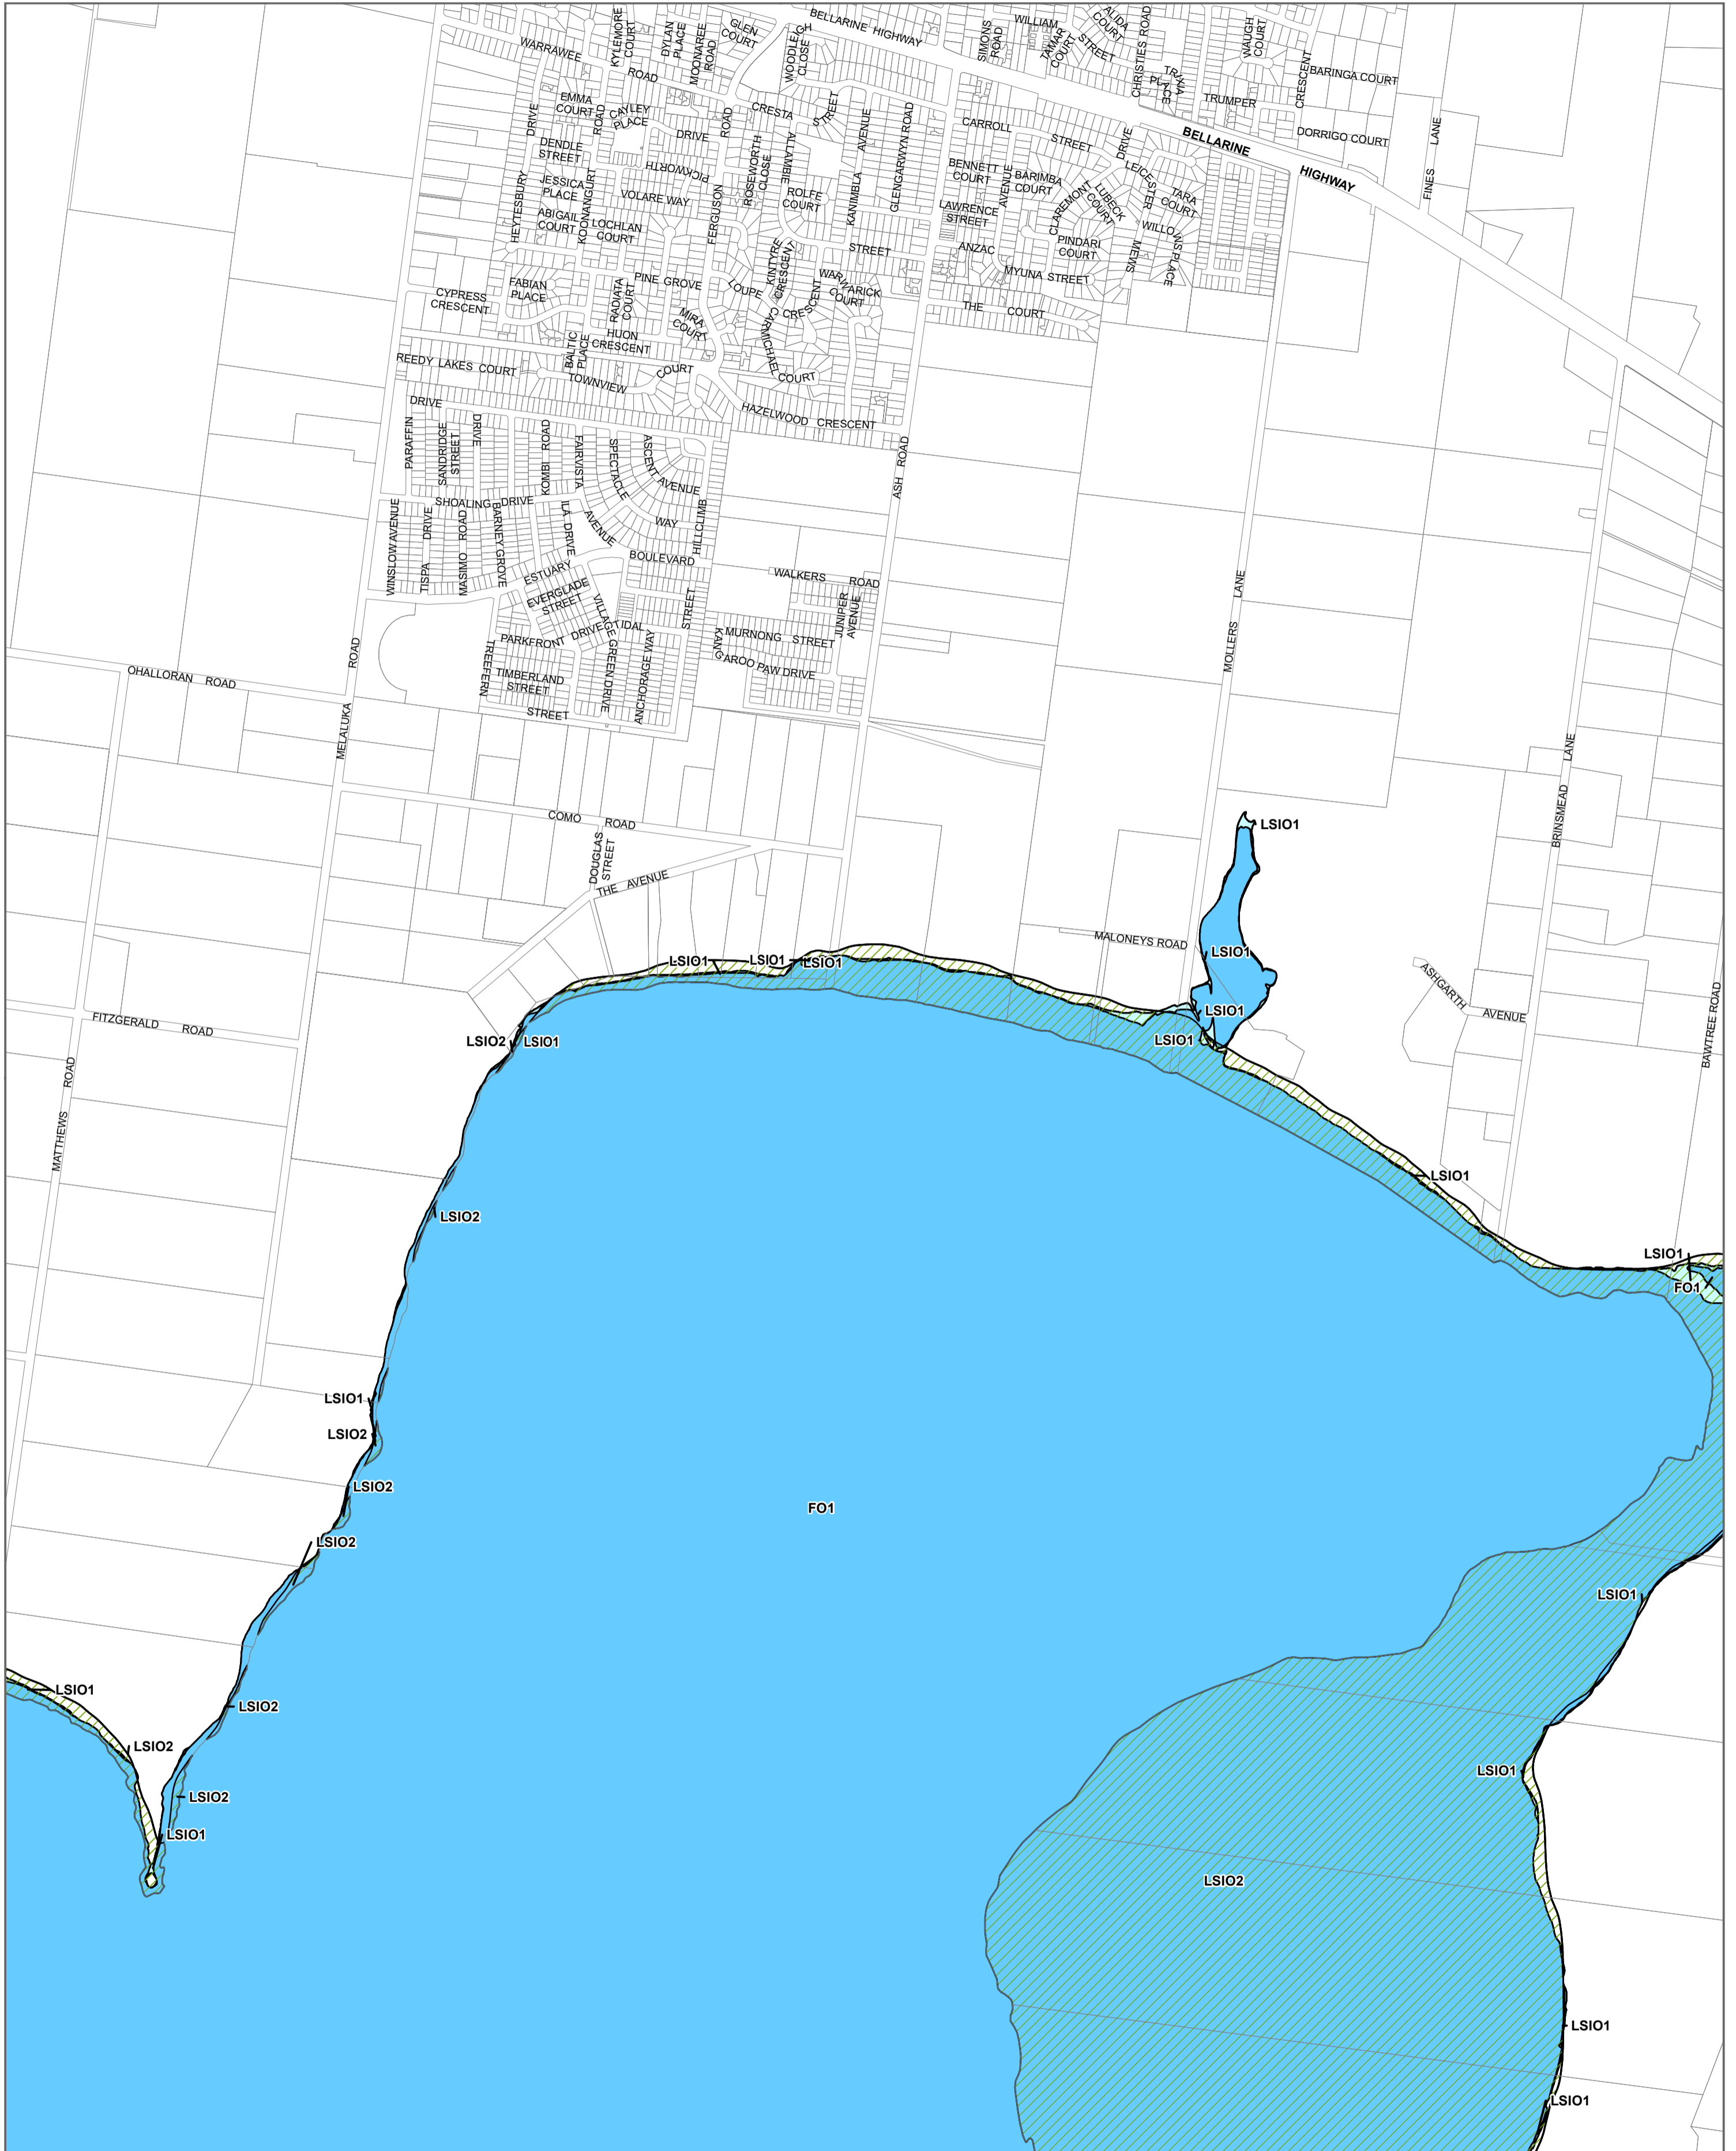 BELLARINE HIGHWAY
GLEN
COURT
KYLEMORE
COURT
DYLAN
PLACE
MOONAREE
ROAD
WOODLEIGH
CLOSE
SIMONS
ROAD
WILLIAM
STREET
TAMAR
COURT
ALIDA
COURT
CHRISTIES ROAD
TRAXIA
PLACE
WAUGH
COURT
CRESCENT
BARINGA COURT
TRUMPER
DORRIGO COURT
FINES LANE
WARRAWEE
ROAD
EMMA
COURT
CAYLEY
PLACE
ROAD
DRIVE
CRESTA
STREET
DRIVE
ROAD
AVENUE
CARROLL
STREET
DRIVE
BELLARINE
HIGHWAY
DENDLE
STREET
PICKWORTH
ROSEWORTH
CLOSE
ALLAMBIE
GLENGARWYN ROAD
BENNETT
COURT
AVENUE
BARIMBA
COURT
LEICESTER
TARA
COURT
JESSICA
PLACE
VOLARE WAY
ROLFE
COURT
KANIMBLA
LAWRENCE
STREET
CLAREMONT
LUBECK
COURT
HEYTESBURY
ABIGAIL
COURT
KOONANGURT
LOCHLAN
COURT
FERGUSON
STREET
ANZAC
PINDARI
COURT
MEWS
WILLOWS PLACE
MYUNA STREET
KINTYRE
CRESCENT
WARWARICK
COURT
FABIAN
PLACE
PINE GROVE
LOUPE
CRESCENT
CYPRESS
CRESCENT
RADIATA
COURT
MIRA
COURT
CARMICHAEL
THE COURT
HUON
CRESCENT
BALTIC
PLACE
REEDY LAKES COURT
TOWNVIEW
COURT
COURT
DRIVE
HAZELWOOD CRESCENT
PARAFFIN
SANDRIDGE
STREET
DRIVE
KOMBI ROAD
FAIRVISTA
SPECTACLE
ASCENT AVENUE
ASH ROAD
SHOALING DRIVE
WAY
WINSLOW AVENUE
TISPA DRIVE
MASIMO ROAD
BARNEY GROVE
ILA DRIVE
AVENUE
HILLCLIMB
BOULEVARD
ESTUARY
EVERGLADE
STREET
WALKERS ROAD
STREET
JUNIPER
AVENUE
VILLAGE GREEN DRIVE
TIDAL
PARKFRONT DRIVE
MURNONG STREET
KANGAROO PAW DRIVE
MOLLERS LANE
TREEFERN
TIMBERLAND
STREET
ANCHORAGE WAY
STREET
OHALLORAN ROAD
MELALUKA ROAD
BRINSMEAD LANE
COMO ROAD
DOUGLAS
STREET
THE AVENUE
LSIO1
MALONEYS ROAD
LSIO1
LSIO1
LSIO1
LSIO1
ASHGARTH
AVENUE
BAWTREE ROAD
LSIO1
LSIO1
FITZGERALD ROAD
LSIO2
LSIO1
MATTHEWS ROAD
LSIO1
LSIO2
LSIO1
FO1
LSIO1
LSIO2
LSIO2
FO1
LSIO2
LSIO1
LSIO1
LSIO2
LSIO2
LSIO1
LSIO2
LSIO1
LSIO2
LSIO1
LSIO1